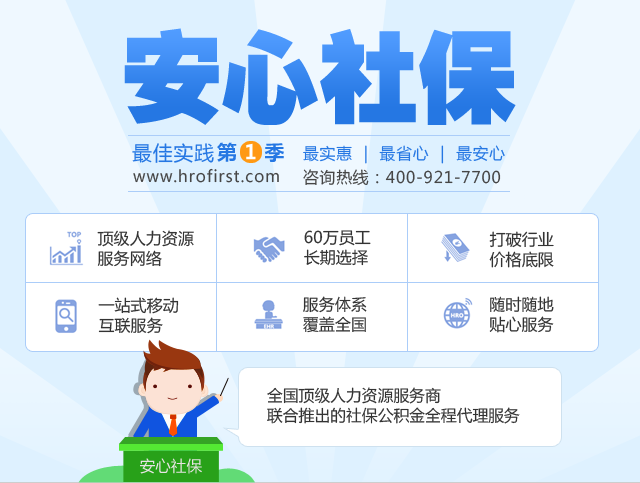 安心社保
最佳实践 第1季 最实惠 | 最省心 | 最安心
www.hrofirst.com 咨询热线：400-921-7700
TOP
顶级人力资源
服务网络
60万员工
长期选择
打破行业
价格底限
一站式移动
互联服务
EHR
服务体系
覆盖全国
HRO
随时随地
贴心服务
全国顶级人力资源服务商
联合推出的社保公积金全程代理服务
安心社保